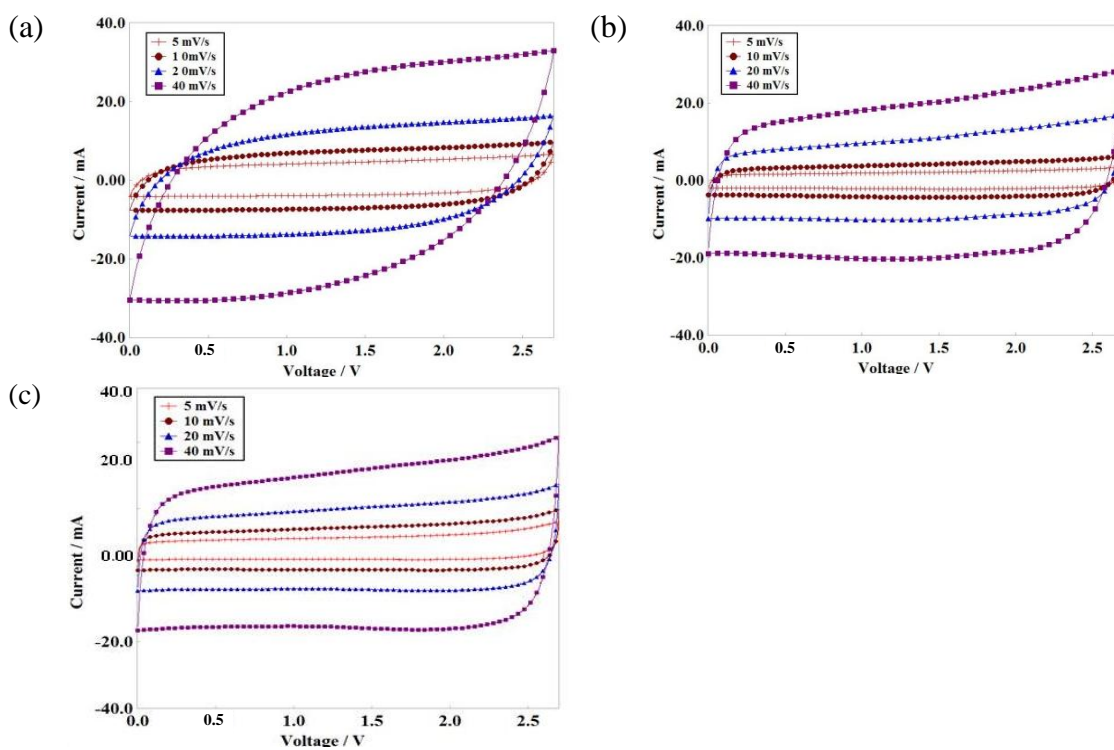 (a)
40.0
20.0
0.00
-20.0
-40.0
Current / mA
5 mV/s
1 0mV/s
2 0mV/s
40 mV/s
0.0 0.5 1.0 1.5 2.0 2.5
Voltage / V
(b)
40.0
20.0
0.00
-20.0
-40.0
Current / mA
5 mV/s
10 mV/s
20 mV/s
40 mV/s
0.0 0.5 1.0 1.5 2.0 2.5
Voltage / V
(c)
40.0
20.0
0.00
-20.0
-40.0
Current / mA
5 mV/s
10 mV/s
20 mV/s
40 mV/s
0.0 0.5 1.0 1.5 2.0 2.5
Voltage / V